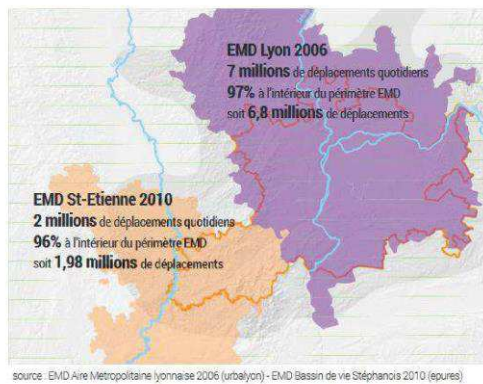 EMD Lyon 2006
7 millions de déplacements quotidiens
97% à l'intérieur du périmètre EMD
soit 6,8 millions de déplacements
EMD St-Etienne 2010
2 millions de déplacements quotidiens
96% à l'intérieur du périmètre EMD
soit 1,98 millions de déplacements
source : EMD Aire Metropolitaine lyonnaise 2006 (urbalyon) - EMD Bassin de vie Stéphanois 2010 (epures)